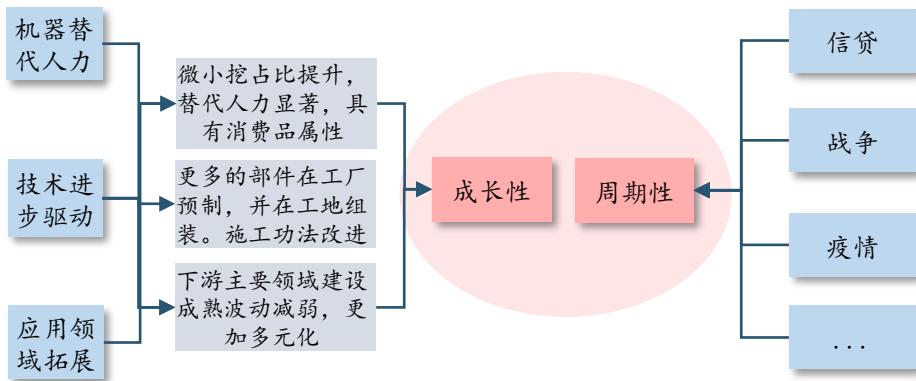 机器替
代人力
技术进
步驱动
应用领
域拓展
微小挖占比提升，
替代人力显著，具
有消费品属性
更多的部件在工厂
预制，并在工地组
装。施工功法改进
下游主要领域建设
成熟波动减弱，更
加多元化
成长性
周期性
信贷
战争
疫情
...